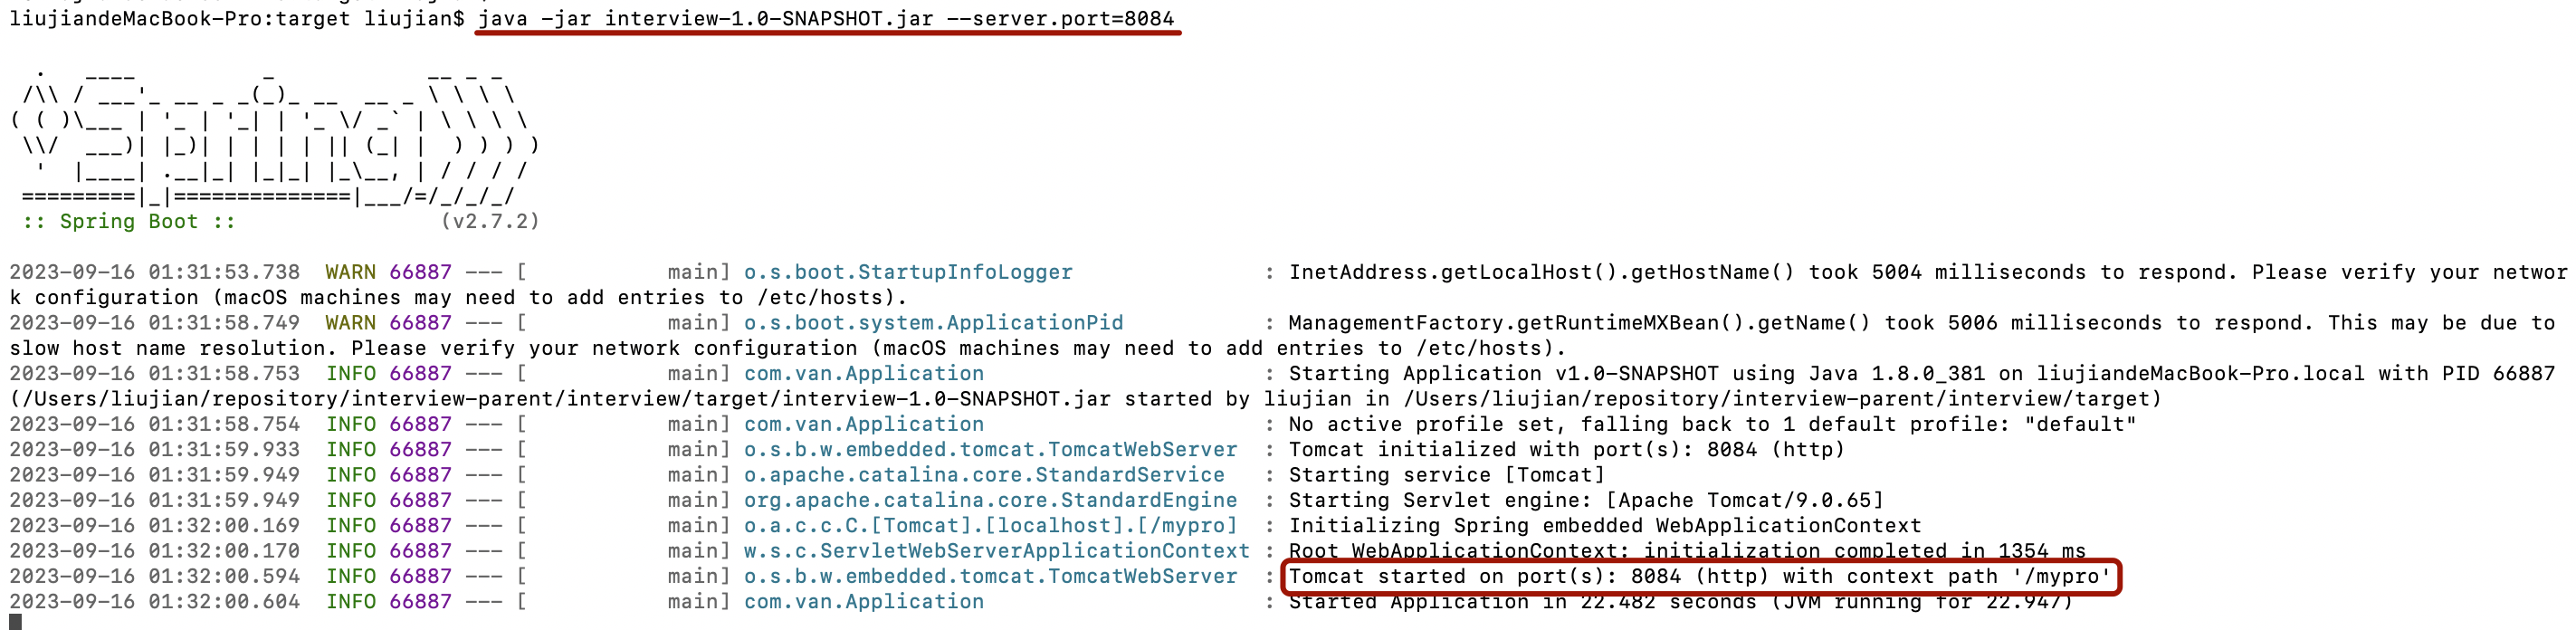 liujiandeMacBook-Pro:target liujian$ java -jar interview-1.0-SNAPSHOT.jar --server.port=8084
  .   ____          _            __ _ _
 /\\ / ___'_ __ _ _(_)_ __  __ _ \ \ \ \
( ( )\___ | '_ | '_| | '_ \/ _` | \ \ \ \
 \\/  ___)| |_)| | | | | || (_| |  ) ) ) )
  '  |____| .__|_| |_|_| |_\__, | / / / /
 =========|_|==============|___/=/_/_/_/
 :: Spring Boot ::                (v2.7.2)
2023-09-16 01:31:53.738  WARN 66887 --- [           main] o.s.boot.StartupInfoLogger               : InetAddress.getLocalHost().getHostName() took 5004 milliseconds to respond. Please verify your networ
k configuration (macOS machines may need to add entries to /etc/hosts).
2023-09-16 01:31:58.749  WARN 66887 --- [           main] o.s.boot.system.ApplicationPid           : ManagementFactory.getRuntimeMXBean().getName() took 5006 milliseconds to respond. This may be due to
slow host name resolution. Please verify your network configuration (macOS machines may need to add entries to /etc/hosts).
2023-09-16 01:31:58.753  INFO 66887 --- [           main] com.van.Application                      : Starting Application v1.0-SNAPSHOT using Java 1.8.0_381 on liujiandeMacBook-Pro.local with PID 66887
(/Users/liujian/repository/interview-parent/interview/target/interview-1.0-SNAPSHOT.jar started by liujian in /Users/liujian/repository/interview-parent/interview/target)
2023-09-16 01:31:58.754  INFO 66887 --- [           main] com.van.Application                      : No active profile set, falling back to 1 default profile: "default"
2023-09-16 01:31:59.933  INFO 66887 --- [           main] o.s.b.w.embedded.tomcat.TomcatWebServer  : Tomcat initialized with port(s): 8084 (http)
2023-09-16 01:31:59.949  INFO 66887 --- [           main] o.apache.catalina.core.StandardService   : Starting service [Tomcat]
2023-09-16 01:31:59.949  INFO 66887 --- [           main] org.apache.catalina.core.StandardEngine  : Starting Servlet engine: [Apache Tomcat/9.0.65]
2023-09-16 01:32:00.169  INFO 66887 --- [           main] o.a.c.c.C.[Tomcat].[localhost].[/mypro]  : Initializing Spring embedded WebApplicationContext
2023-09-16 01:32:00.170  INFO 66887 --- [           main] w.s.c.ServletWebServerApplicationContext : Root WebApplicationContext: initialization completed in 1354 ms
2023-09-16 01:32:00.594  INFO 66887 --- [           main] o.s.b.w.embedded.tomcat.TomcatWebServer  : Tomcat started on port(s): 8084 (http) with context path '/mypro'
2023-09-16 01:32:00.604  INFO 66887 --- [           main] com.van.Application                      : Started Application in 22.482 seconds (JVM running for 22.947)